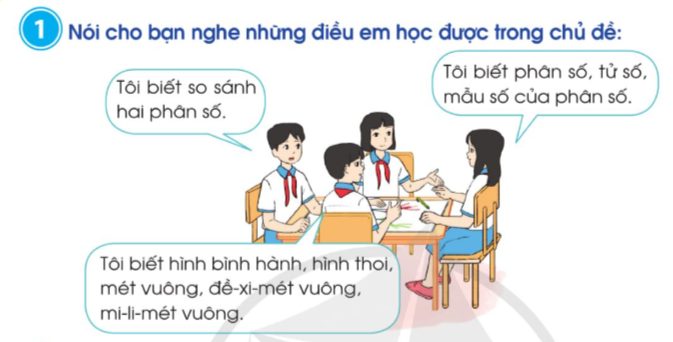 1 Nói cho bạn nghe những điều em học được trong chủ đề:
Tôi biết so sánh
hai phân số.
Tôi biết phân số, tử số,
mẫu số của phân số.
Tôi biết hình bình hành, hình thoi,
mét vuông, đề-xi-mét vuông,
mi-li-mét vuông.